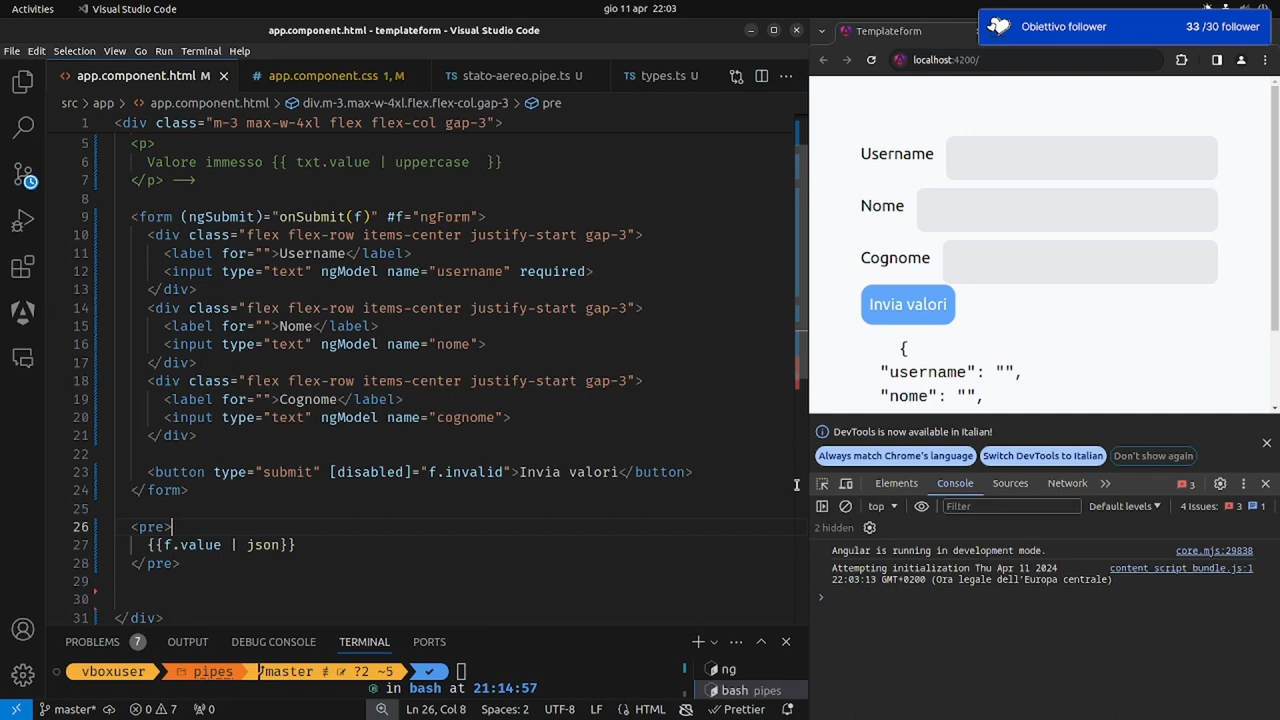 Activities
Visual Studio Code
gio 11 apr 22:03
Obiettivo follower 33 /30 follower
app.component.html - templateform - Visual Studio Code
File Edit Selection View Go Run Terminal Help
app.component.html M
app.component.css 1, M
stato-aereo.pipe.ts U
types.ts U
src app app.component.html div.m-3.max-w-4xl.flex.flex-col.gap-3 pre
1 <div class="m-3 max-w-4xl flex flex-col gap-3">
5 <p>
6 Valore immesso {{ txt.value | uppercase }}
7 </p> -->
8
9 <form (ngSubmit)="onSubmit(f)" #f="ngForm">
10 <div class="flex flex-row items-center justify-start gap-3">
11 <label for="">Username</label>
12 <input type="text" ngModel name="username" required>
13 </div>
14 <div class="flex flex-row items-center justify-start gap-3">
15 <label for="">Nome</label>
16 <input type="text" ngModel name="nome">
17 </div>
18 <div class="flex flex-row items-center justify-start gap-3">
19 <label for="">Cognome</label>
20 <input type="text" ngModel name="cognome">
21 </div>
22
23 <button type="submit" [disabled]="f.invalid">Invia valori</button>
24 </form>
25
26 <pre>
27 {{f.value | json}}
28 </pre>
29
30
31 </div>
PROBLEMS 7 OUTPUT DEBUG CONSOLE TERMINAL PORTS
vboxuser pipes master ≢ ?2 ~5
in bash at 21:14:57
ng
bash pipes
master* 0 7 0 Ln 26, Col 8 Spaces: 2 UTF-8 LF HTML Prettier
Templateform
localhost:4200/
Username
Nome
Cognome
Invia valori
{
"username": "",
"nome": "",
DevTools is now available in Italian!
Always match Chrome's language Switch DevTools to Italian Don't show again
Elements Console Sources Network 3
top Filter Default levels 4 Issues: 3 1
2 hidden
Angular is running in development mode. core.mjs:29838
Attempting initialization Thu Apr 11 2024 content_script_bundle.js:1
22:03:13 GMT+0200 (Ora legale dell'Europa centrale)